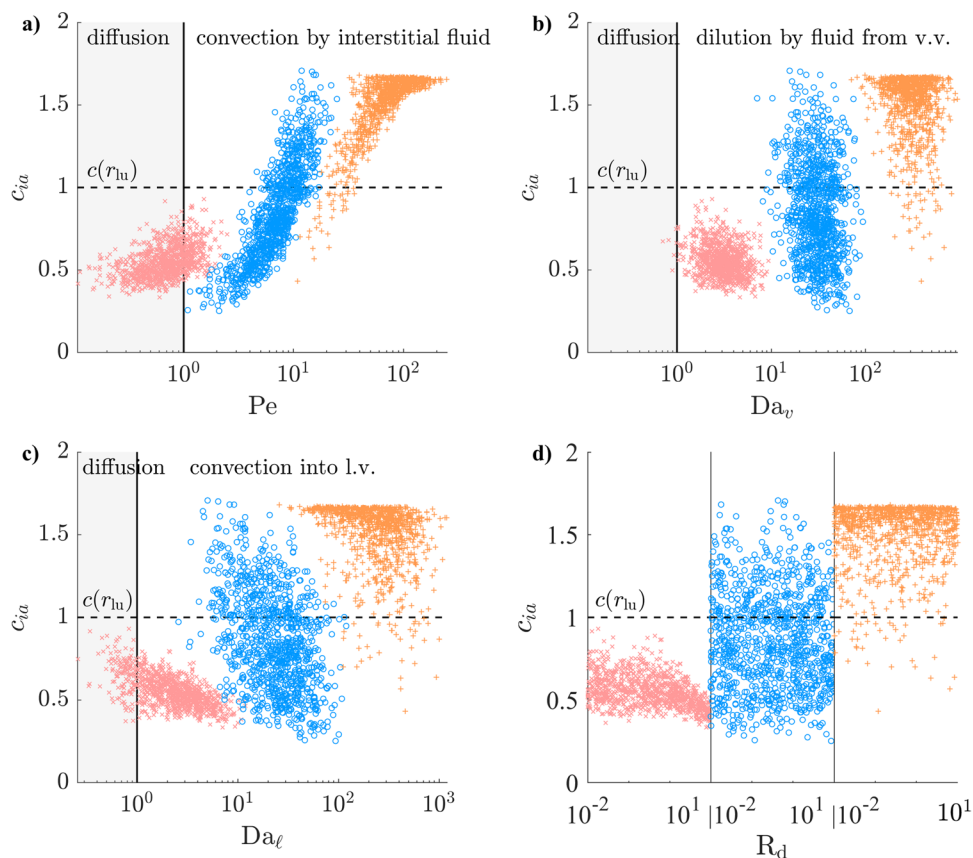 a)
diffusion convection by interstitial fluid
2
1.5
1
0.5
0
c_ia
c(r_lu)
10^0 10^1 10^2
Pe
b)
diffusion dilution by fluid from v.v.
2
1.5
1
0.5
0
c_ia
c(r_lu)
10^0 10^1 10^2
Da_v
c)
diffusion convection into l.v.
2
1.5
1
0.5
0
c_ia
c(r_lu)
10^0 10^1 10^2 10^3
Da_ℓ
d)
2
1.5
1
0.5
0
c_ia
c(r_lu)
10^-2 10^1 |10^-2 10^1 |10^-2 10^1
R_d